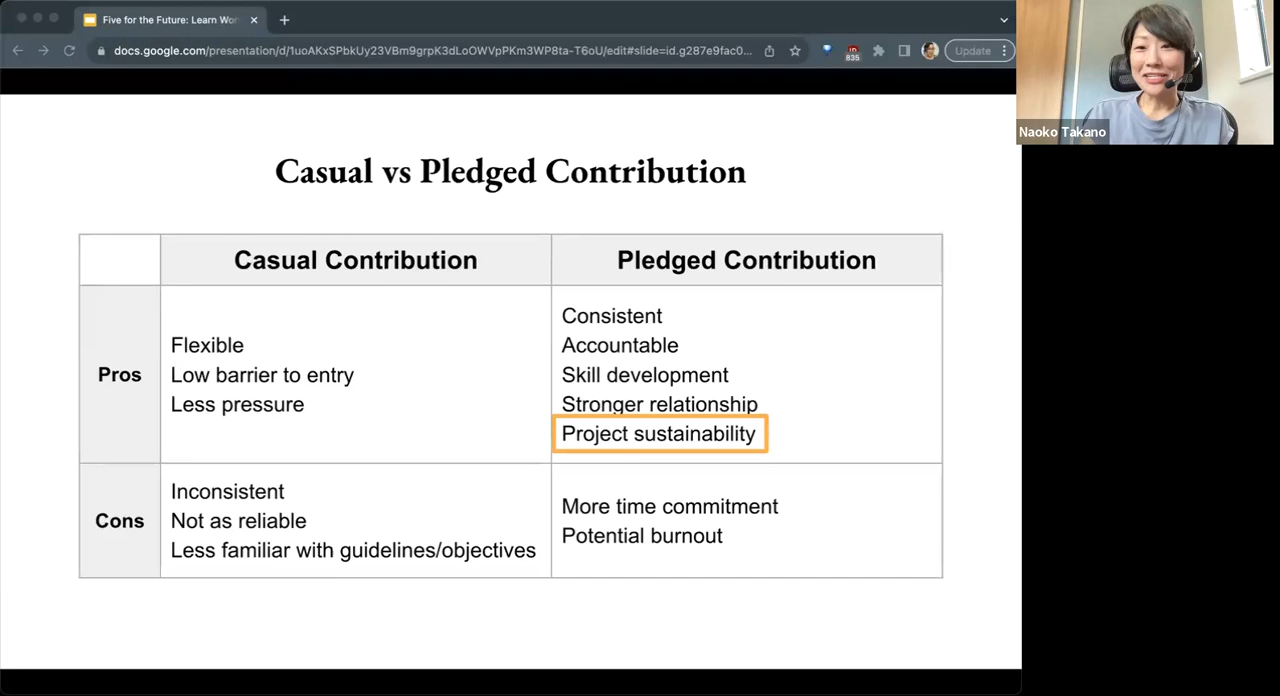 Five for the Future: Learn Wor
docs.google.com/presentation/d/1uoAKxSPbkUy23VBm9grpK3dLoOWVpPKm3WP8ta-T6oU/edit#slide=id.g287e9fac0...
835
Update
Naoko Takano
Casual vs Pledged Contribution
Casual Contribution
Pledged Contribution
Pros
Flexible
Low barrier to entry
Less pressure
Consistent
Accountable
Skill development
Stronger relationship
Project sustainability
Cons
Inconsistent
Not as reliable
Less familiar with guidelines/objectives
More time commitment
Potential burnout